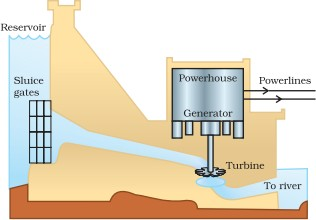 Reservoir
Sluice
gates
Powerhouse
Generator
Powerlines
Turbine
To river